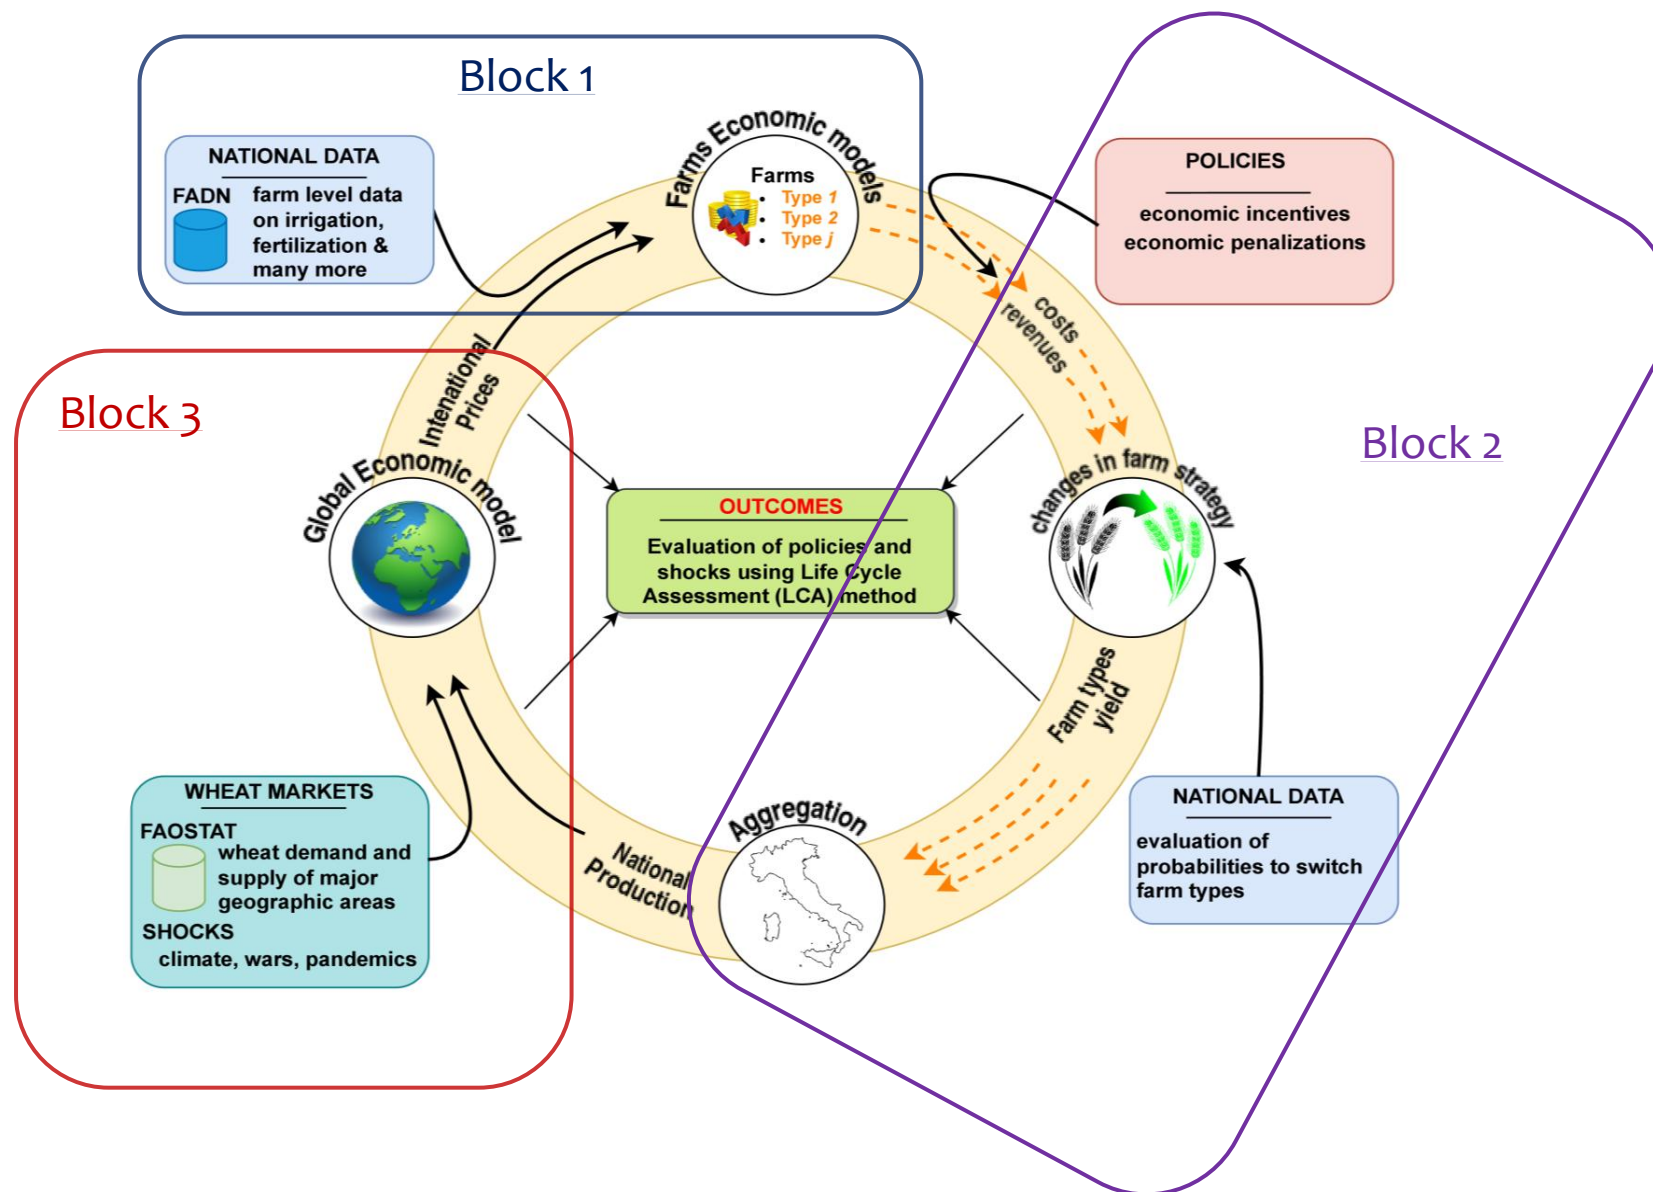 Block 1
NATIONAL DATA
FADN
farm level data
on irrigation,
fertilization &
many more
Farms Economic models
Farms
Type 1
Type 2
Type j
POLICIES
economic incentives
economic penalizations
costs
revenues
Block 2
changes in farm strategy
Block 3
Intenational
Prices
Global Economic model
OUTCOMES
Evaluation of policies and
shocks using Life Cycle
Assessment (LCA) method
Farm types
yield
NATIONAL DATA
evaluation of
probabilities to switch
farm types
Aggregation
National
Production
WHEAT MARKETS
FAOSTAT
wheat demand and
supply of major
geographic areas
SHOCKS
climate, wars, pandemics